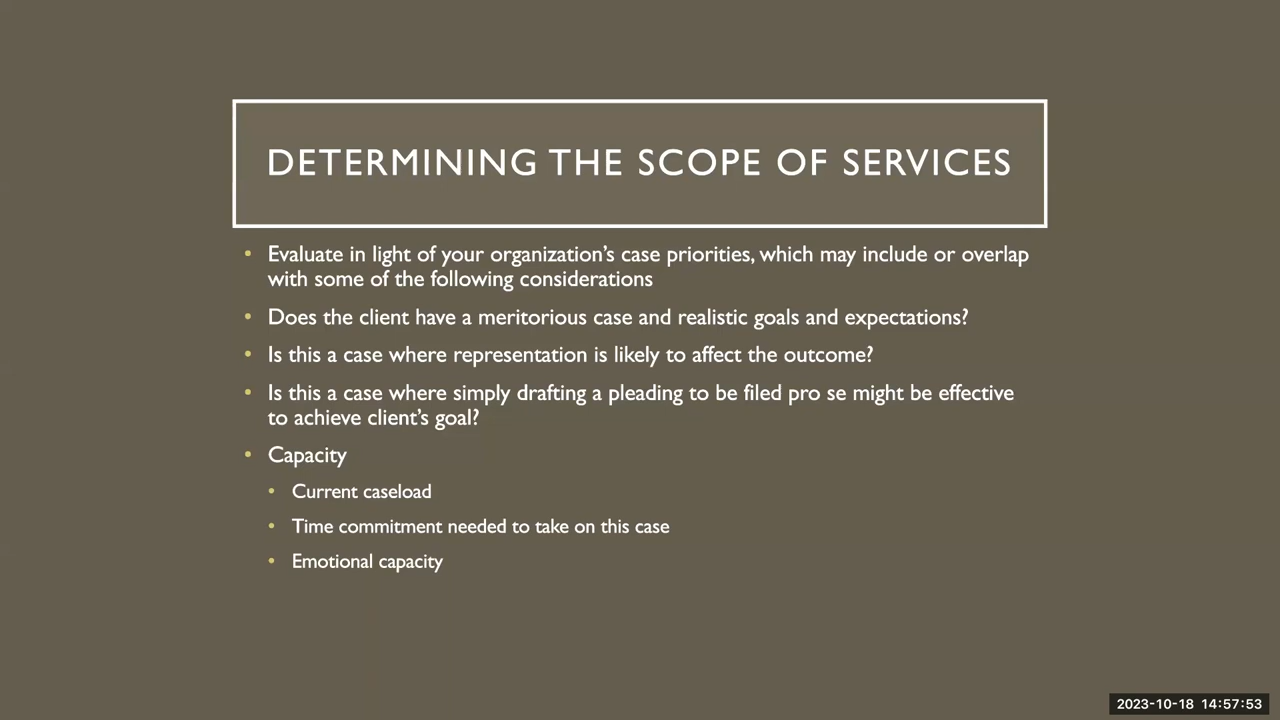 DETERMINING THE SCOPE OF SERVICES
• Evaluate in light of your organization’s case priorities, which may include or overlap
with some of the following considerations
• Does the client have a meritorious case and realistic goals and expectations?
• Is this a case where representation is likely to affect the outcome?
• Is this a case where simply drafting a pleading to be filed pro se might be effective
to achieve client’s goal?
• Capacity
• Current caseload
• Time commitment needed to take on this case
• Emotional capacity
2023-10-18 14:57:53